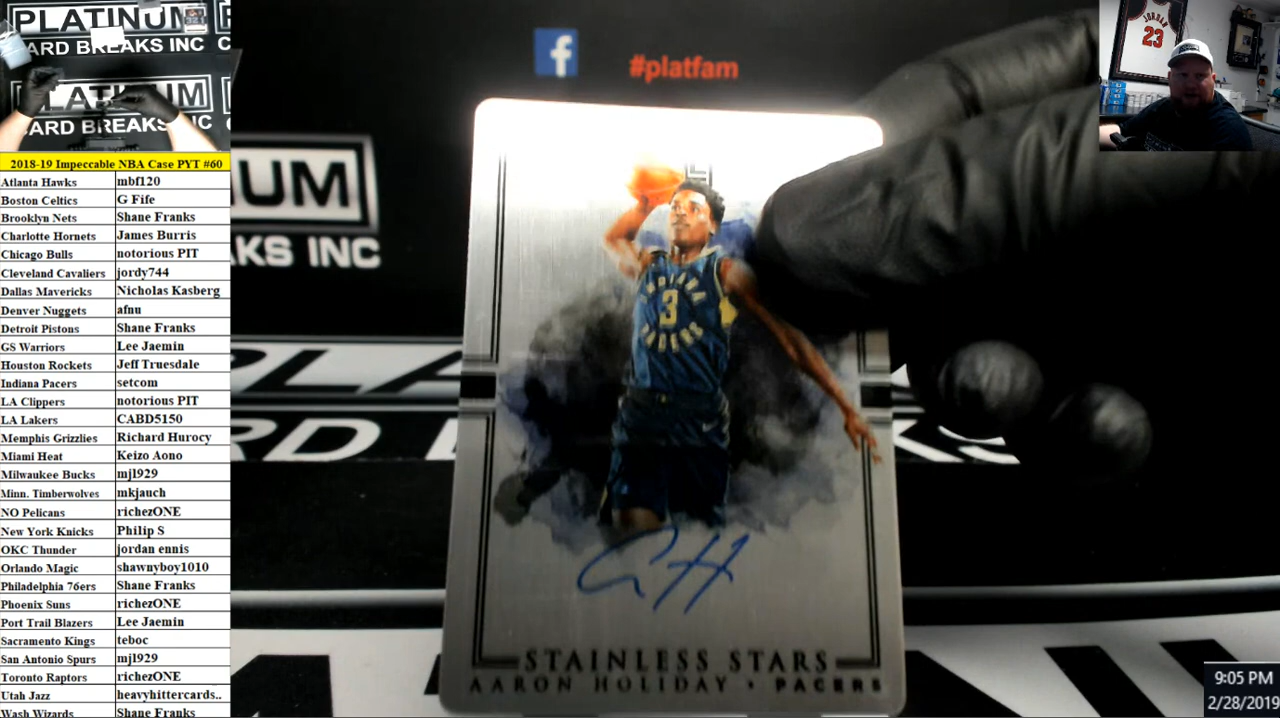 PLATINUM
CARD BREAKS INC
PLATINUM
CARD BREAKS INC
2018-19 Impeccable NBA Case PYT #60
Atlanta Hawks mbf120
Boston Celtics G Fife
Brooklyn Nets Shane Franks
Charlotte Hornets James Burris
Chicago Bulls notorious PIT
Cleveland Cavaliers jordy744
Dallas Mavericks Nicholas Kasberg
Denver Nuggets afnu
Detroit Pistons Shane Franks
GS Warriors Lee Jaemin
Houston Rockets Jeff Truesdale
Indiana Pacers setcom
LA Clippers notorious PIT
LA Lakers CABD5150
Memphis Grizzlies Richard Hurocy
Miami Heat Keizo Aono
Milwaukee Bucks mjl929
Minn. Timberwolves mkjauch
NO Pelicans richezONE
New York Knicks Philip S
OKC Thunder jordan ennis
Orlando Magic shawnyboy1010
Philadelphia 76ers Shane Franks
Phoenix Suns richezONE
Port Trail Blazers Lee Jaemin
Sacramento Kings teboc
San Antonio Spurs mjl929
Toronto Raptors richezONE
Utah Jazz heavyhittercards..
Wash Wizards Shane Franks
f
#platfam
UM
KS INC
INDIANA
3
PACERS
STAINLESS STARS
AARON HOLIDAY • PACERS
JORDAN
23
9:05 PM
2/28/2019